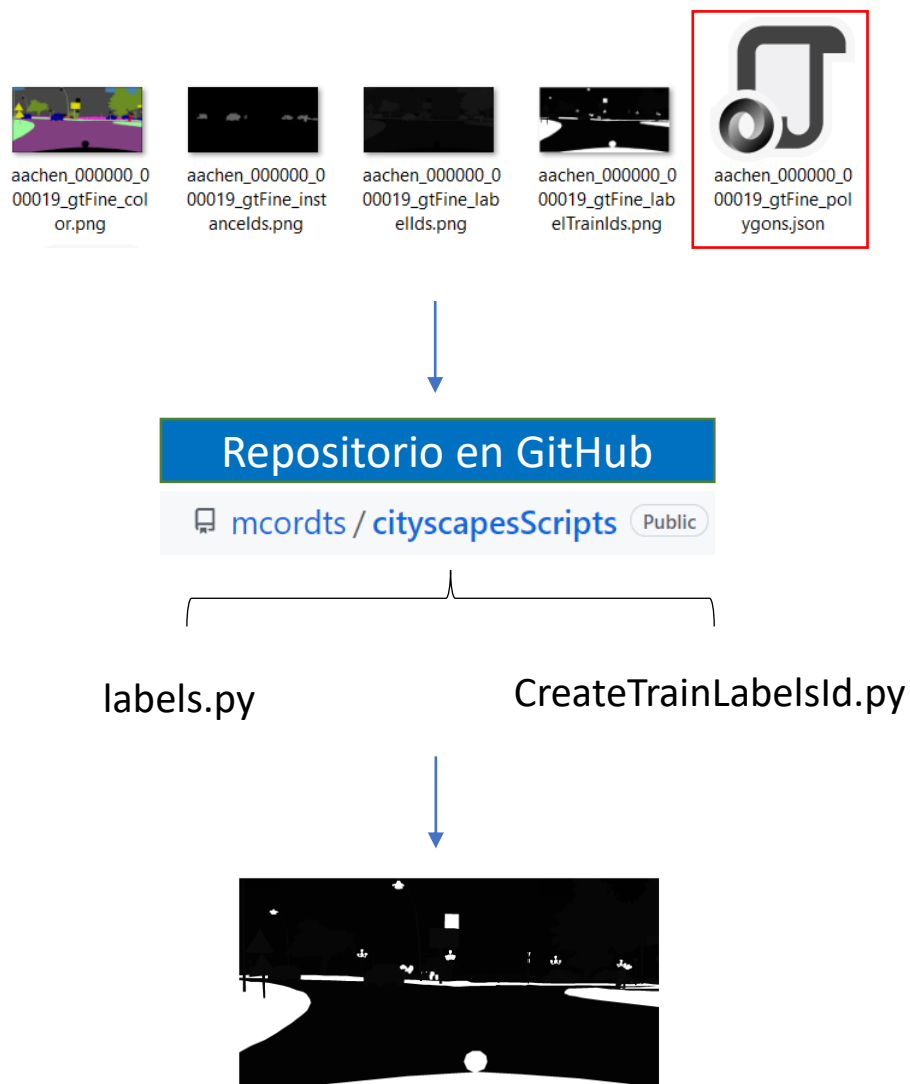 aachen_000000_0
00019_gtFine_col
or.png
aachen_000000_0
00019_gtFine_inst
anceIds.png
aachen_000000_0
00019_gtFine_lab
elIds.png
aachen_000000_0
00019_gtFine_lab
elTrainIds.png
aachen_000000_0
00019_gtFine_pol
ygons.json
Repositorio en GitHub
mcordts / cityscapesScripts Public
labels.py
CreateTrainLabelsId.py